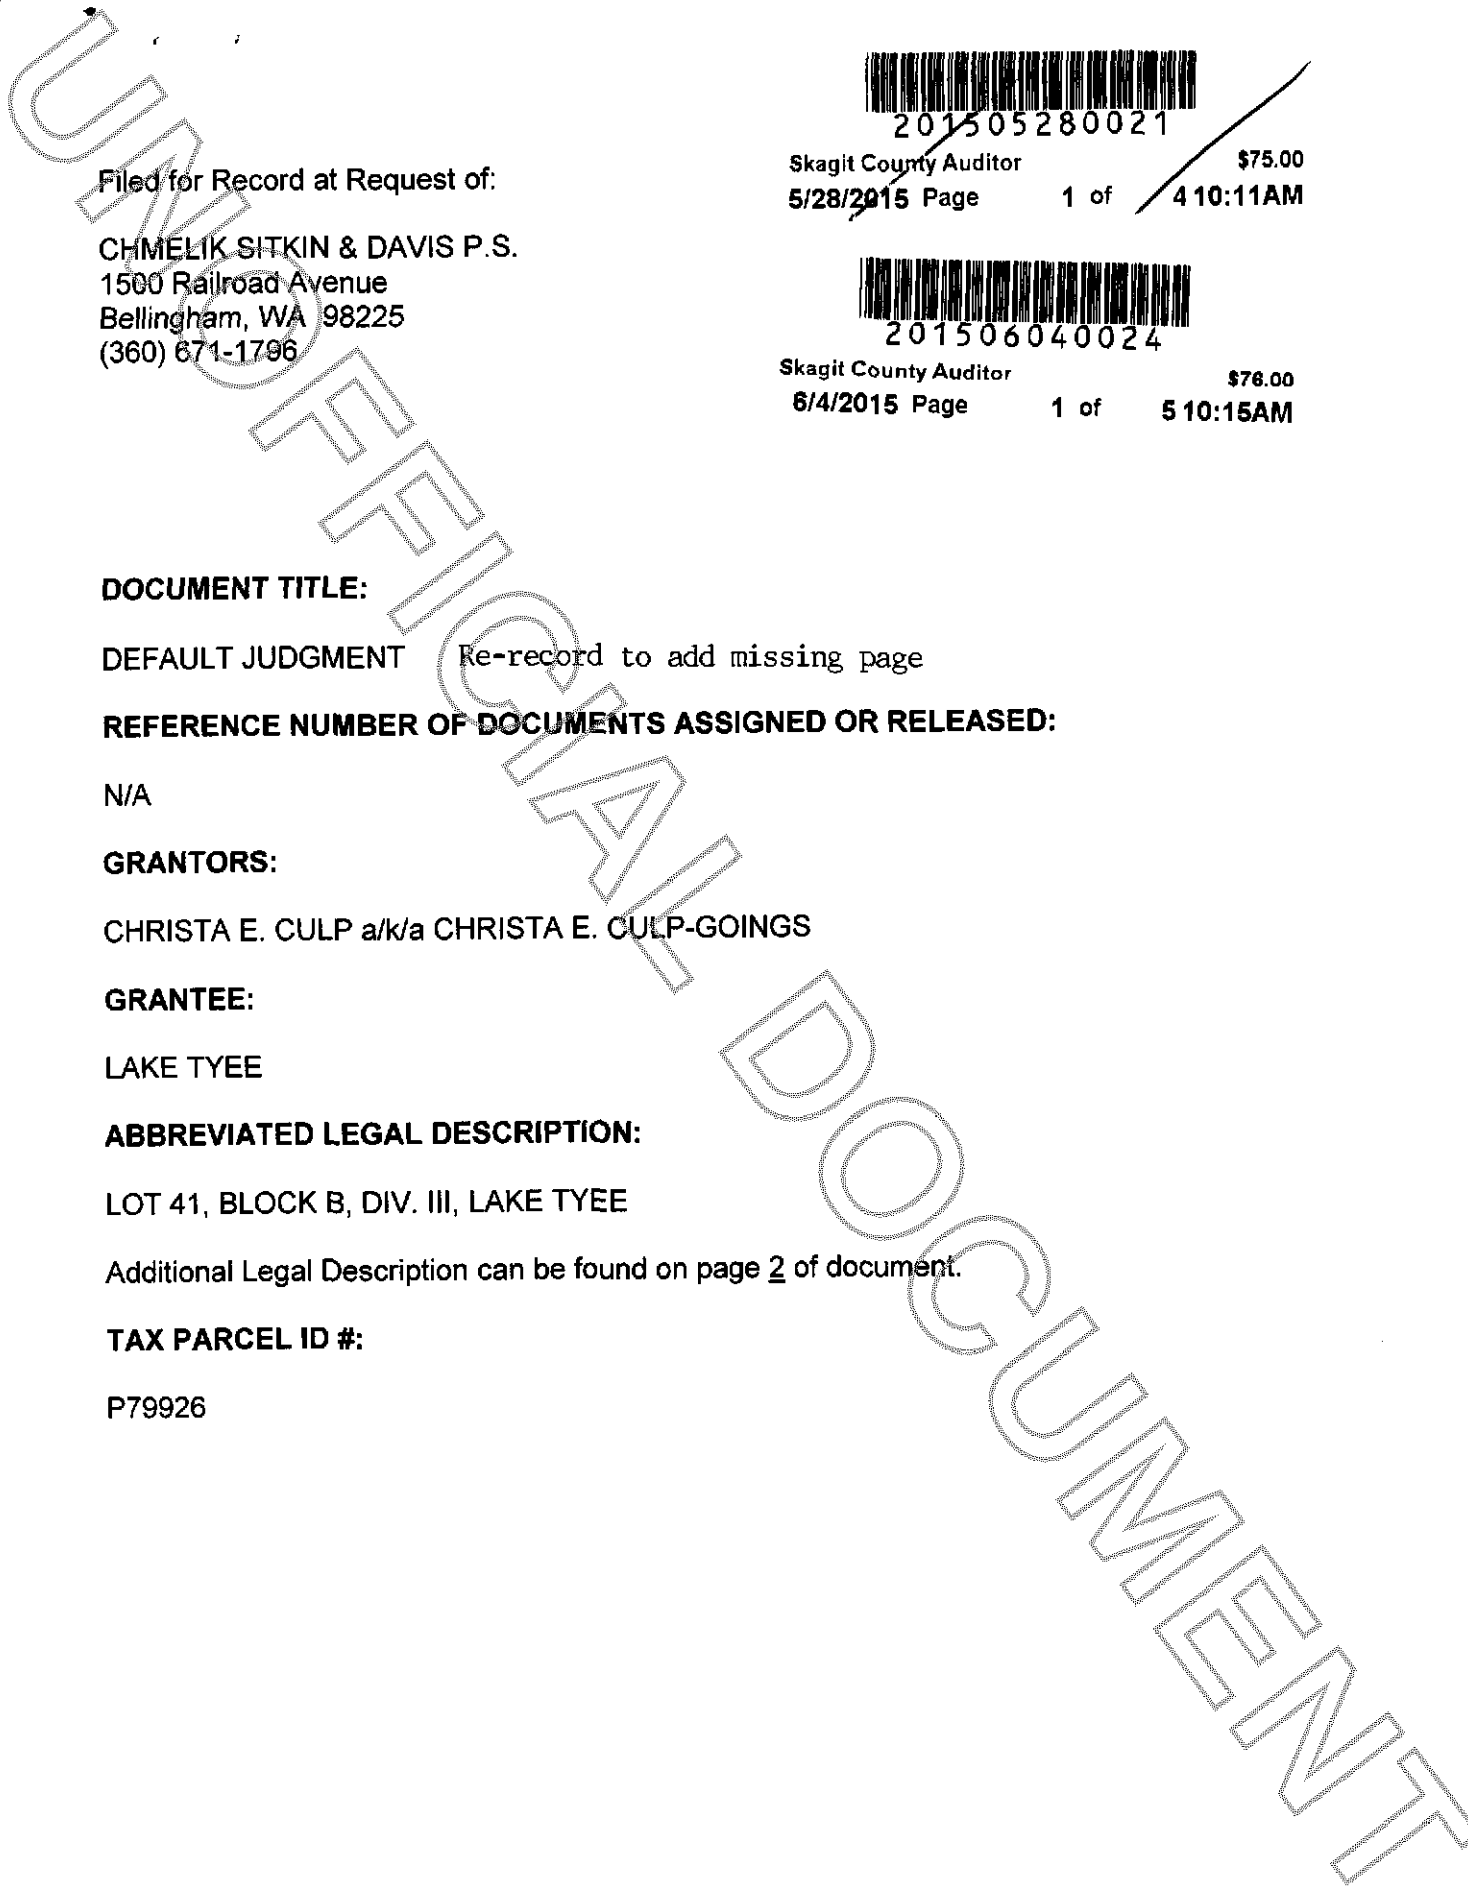 201505280021
Skagit County Auditor $75.00
5/28/2015 Page 1 of 4 10:11AM
Filed for Record at Request of:
CHMELIK SITKIN & DAVIS P.S.
1500 Railroad Avenue
Bellingham, WA 98225
(360) 671-1796
201506040024
Skagit County Auditor $76.00
6/4/2015 Page 1 of 5 10:15AM
DOCUMENT TITLE:
DEFAULT JUDGMENT Re-record to add missing page
REFERENCE NUMBER OF DOCUMENTS ASSIGNED OR RELEASED:
N/A
GRANTORS:
CHRISTA E. CULP a/k/a CHRISTA E. CULP-GOINGS
GRANTEE:
LAKE TYEE
ABBREVIATED LEGAL DESCRIPTION:
LOT 41, BLOCK B, DIV. III, LAKE TYEE
Additional Legal Description can be found on page 2 of document.
TAX PARCEL ID #:
P79926
UNOFFICIAL DOCUMENT